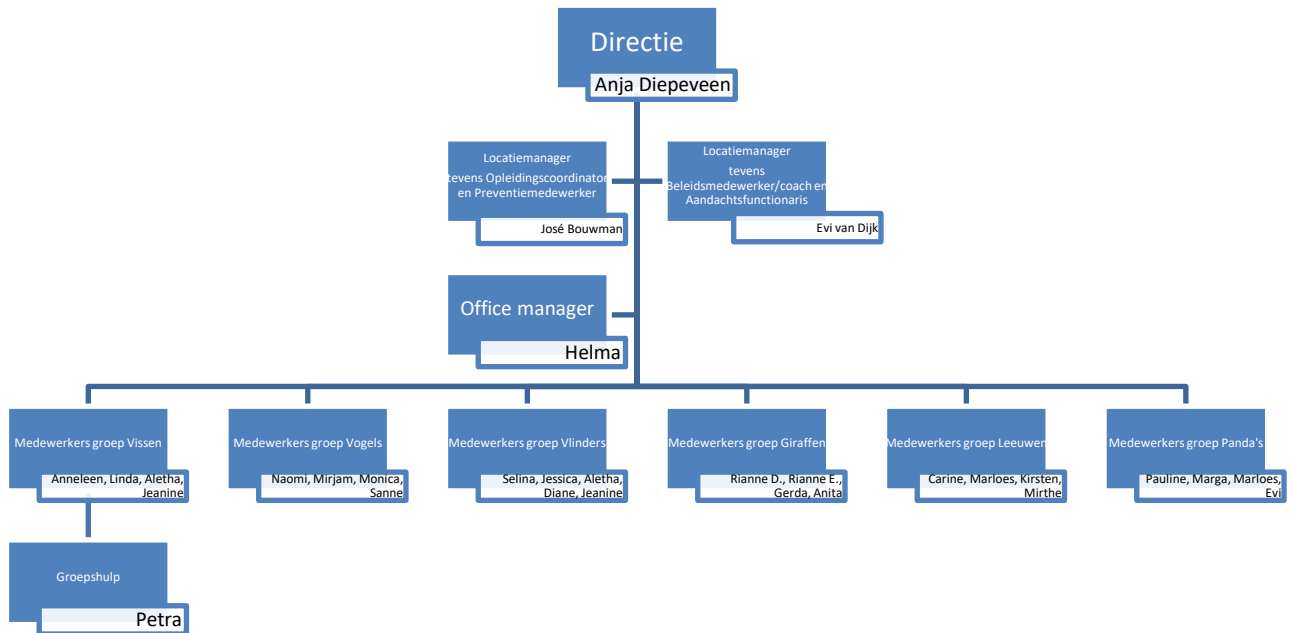 Directie
Anja Diepeveen
Locatiemanager
tevens Opleidingscoordinator
en Preventiemedewerker
José Bouwman
Locatiemanager
tevens
Beleidsmedewerker/coach en
Aandachtsfunctionaris
Evi van Dijk
Office manager
Helma
Medewerkers groep Vissen
Anneleen, Linda, Aletha,
Jeanine
Medewerkers groep Vogels
Naomi, Mirjam, Monica,
Sanne
Medewerkers groep Vlinders
Selina, Jessica, Aletha,
Diane, Jeanine
Medewerkers groep Giraffen
Rianne D., Rianne E.,
Gerda, Anita
Medewerkers groep Leeuwen
Carine, Marloes, Kirsten,
Mirthe
Medewerkers groep Panda's
Pauline, Marga, Marloes,
Evi
Groepshulp
Petra